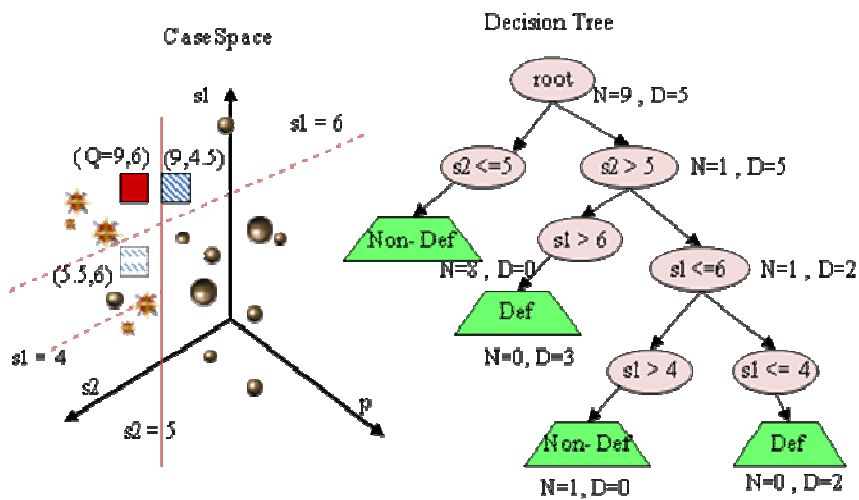 Case Space
s1
s1 = 6
(Q=9,6)
(9,4.5)
(5.5,6)
s1 = 4
s2
s2 = 5
p
Decision Tree
root
N=9 , D=5
s2 <=5
s2 > 5
N=1 , D=5
Non- Def
N=8 , D=0
s1 > 6
s1 <=6
N=1 , D=2
Def
N=0, D=3
s1 > 4
s1 <= 4
Non- Def
Def
N=1, D=0
N=0 , D=2